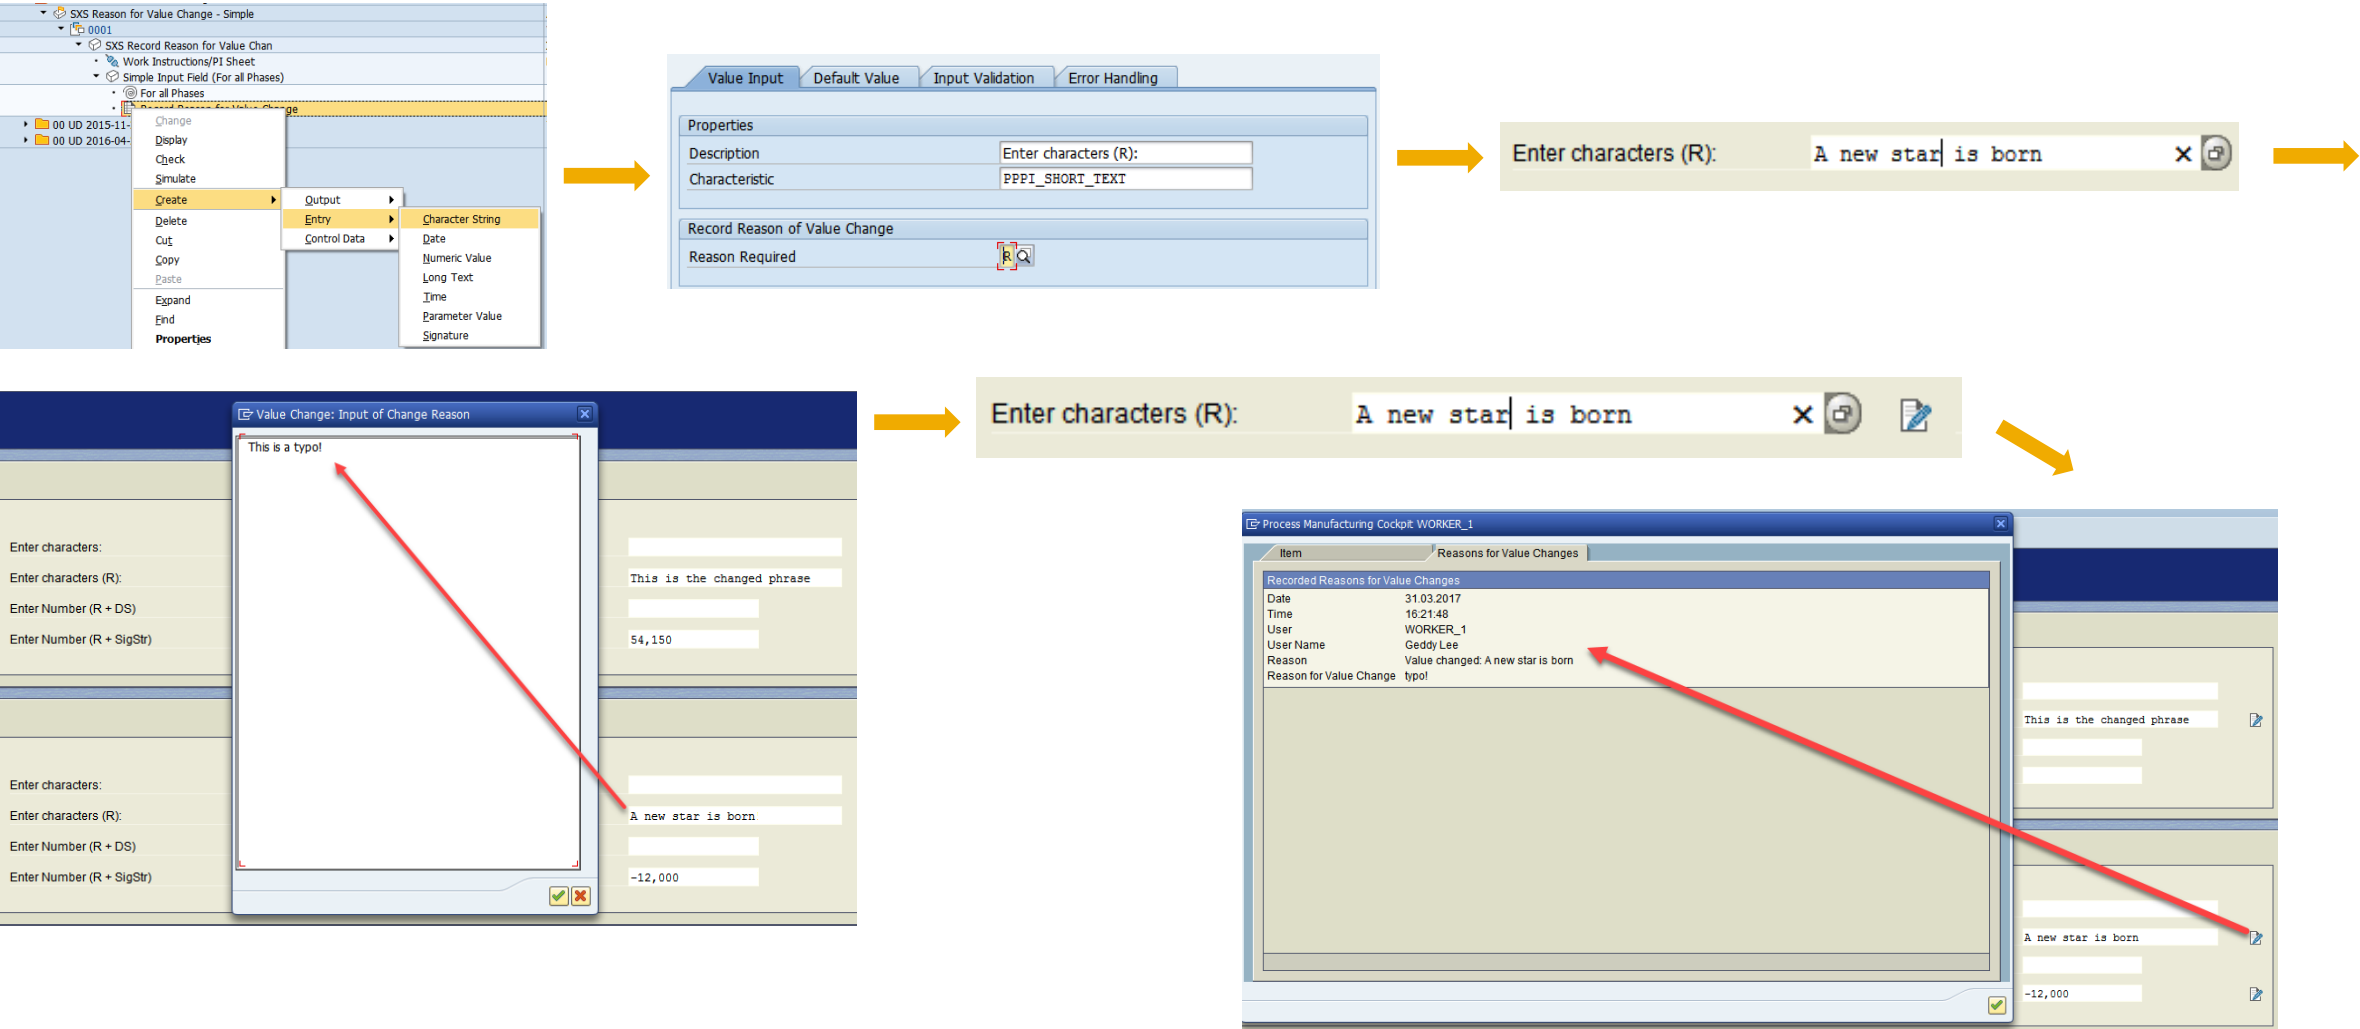 SXS Reason for Value Change - Simple
0001
SXS Record Reason for Value Chan
Work Instructions/PI Sheet
Simple Input Field (For all Phases)
For all Phases
Record Reason for Value Change
00 UD 2015-11-
00 UD 2016-04-
Change
Display
Check
Simulate
Create
Delete
Cut
Copy
Paste
Expand
Find
Properties
Output
Entry
Control Data
Character String
Date
Numeric Value
Long Text
Time
Parameter Value
Signature
Value Input Default Value Input Validation Error Handling
Properties
Description Enter characters (R):
Characteristic PPPI_SHORT_TEXT
Record Reason of Value Change
Reason Required R
Enter characters (R): A new star is born
Value Change: Input of Change Reason
This is a typo!
Enter characters:
Enter characters (R): This is the changed phrase
Enter Number (R + DS)
Enter Number (R + SigStr) 54,150
Enter characters:
Enter characters (R): A new star is born
Enter Number (R + DS)
Enter Number (R + SigStr) -12,000
Enter characters (R): A new star is born
Process Manufacturing Cockpit WORKER_1
Item Reasons for Value Changes
Recorded Reasons for Value Changes
Date 31.03.2017
Time 16:21:48
User WORKER_1
User Name Geddy Lee
Reason Value changed: A new star is born
Reason for Value Change typo!
This is the changed phrase
A new star is born
-12,000